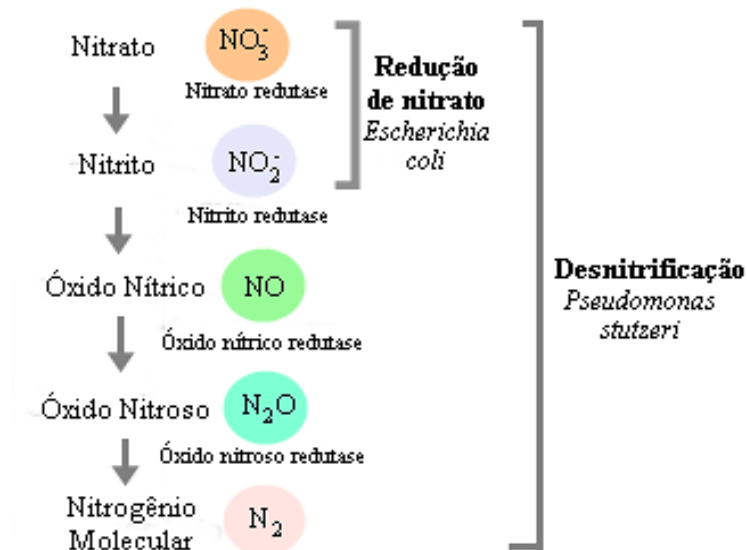 Nitrato NO₃⁻
Nitrato redutase
Nitrito NO₂⁻
Nitrito redutase
Óxido Nítrico NO
Óxido nítrico redutase
Óxido Nitroso N₂O
Óxido nitroso redutase
Nitrogênio
Molecular N₂
Redução
de nitrato
Escherichia
coli
Desnitrificação
Pseudomonas
stutzeri